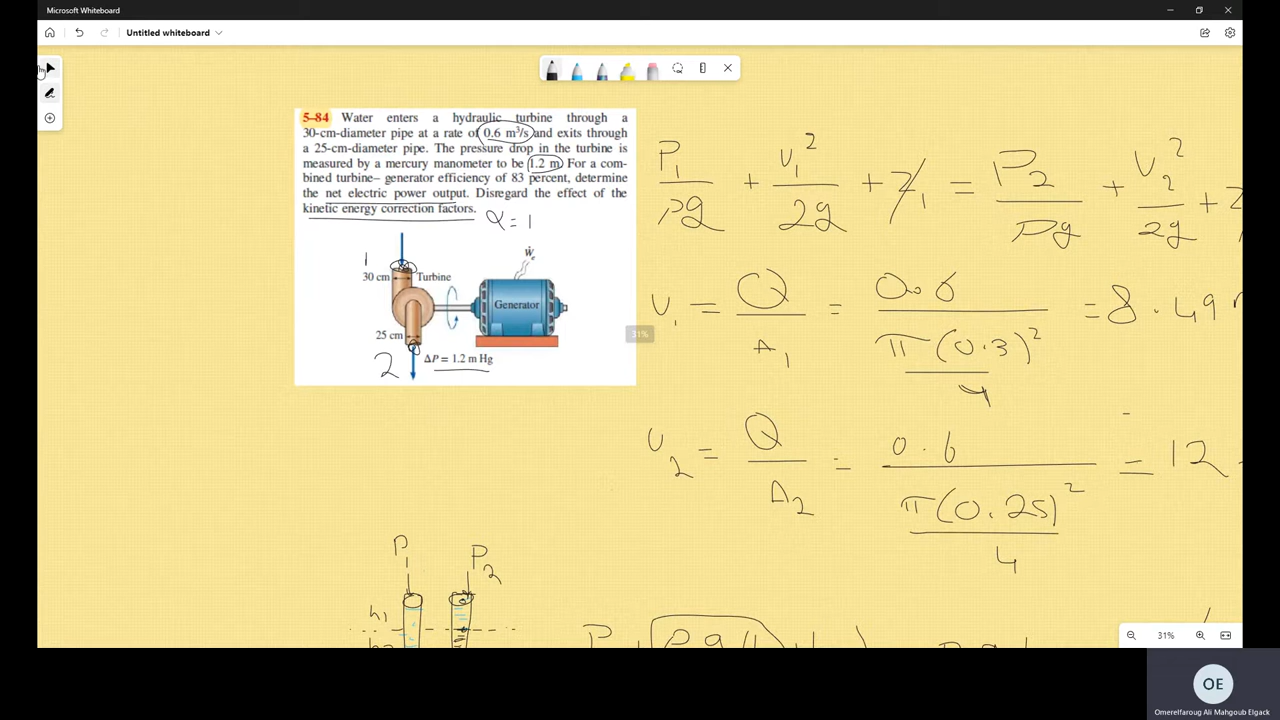 Microsoft Whiteboard
Untitled whiteboard
5–84 Water enters a hydraulic turbine through a
30-cm-diameter pipe at a rate of 0.6 m³/s and exits through
a 25-cm-diameter pipe. The pressure drop in the turbine is
measured by a mercury manometer to be 1.2 m. For a com-
bined turbine– generator efficiency of 83 percent, determine
the net electric power output. Disregard the effect of the
kinetic energy correction factors.
α = 1
1
Ẇe
30 cm
Turbine
Generator
25 cm
2
ΔP = 1.2 m Hg
P1/ρg + V1²/2g + Z1 = P2/ρg + V2²/2g + Z
V1 = Q/A1 = 0.6/(π(0.3)²/4) = 8.49
31%
V2 = Q/A2 = 0.6/(π(0.25)²/4) = 12
P1 P2
h1
31%
OE
Omerelfaroug Ali Mahgoub Elgack